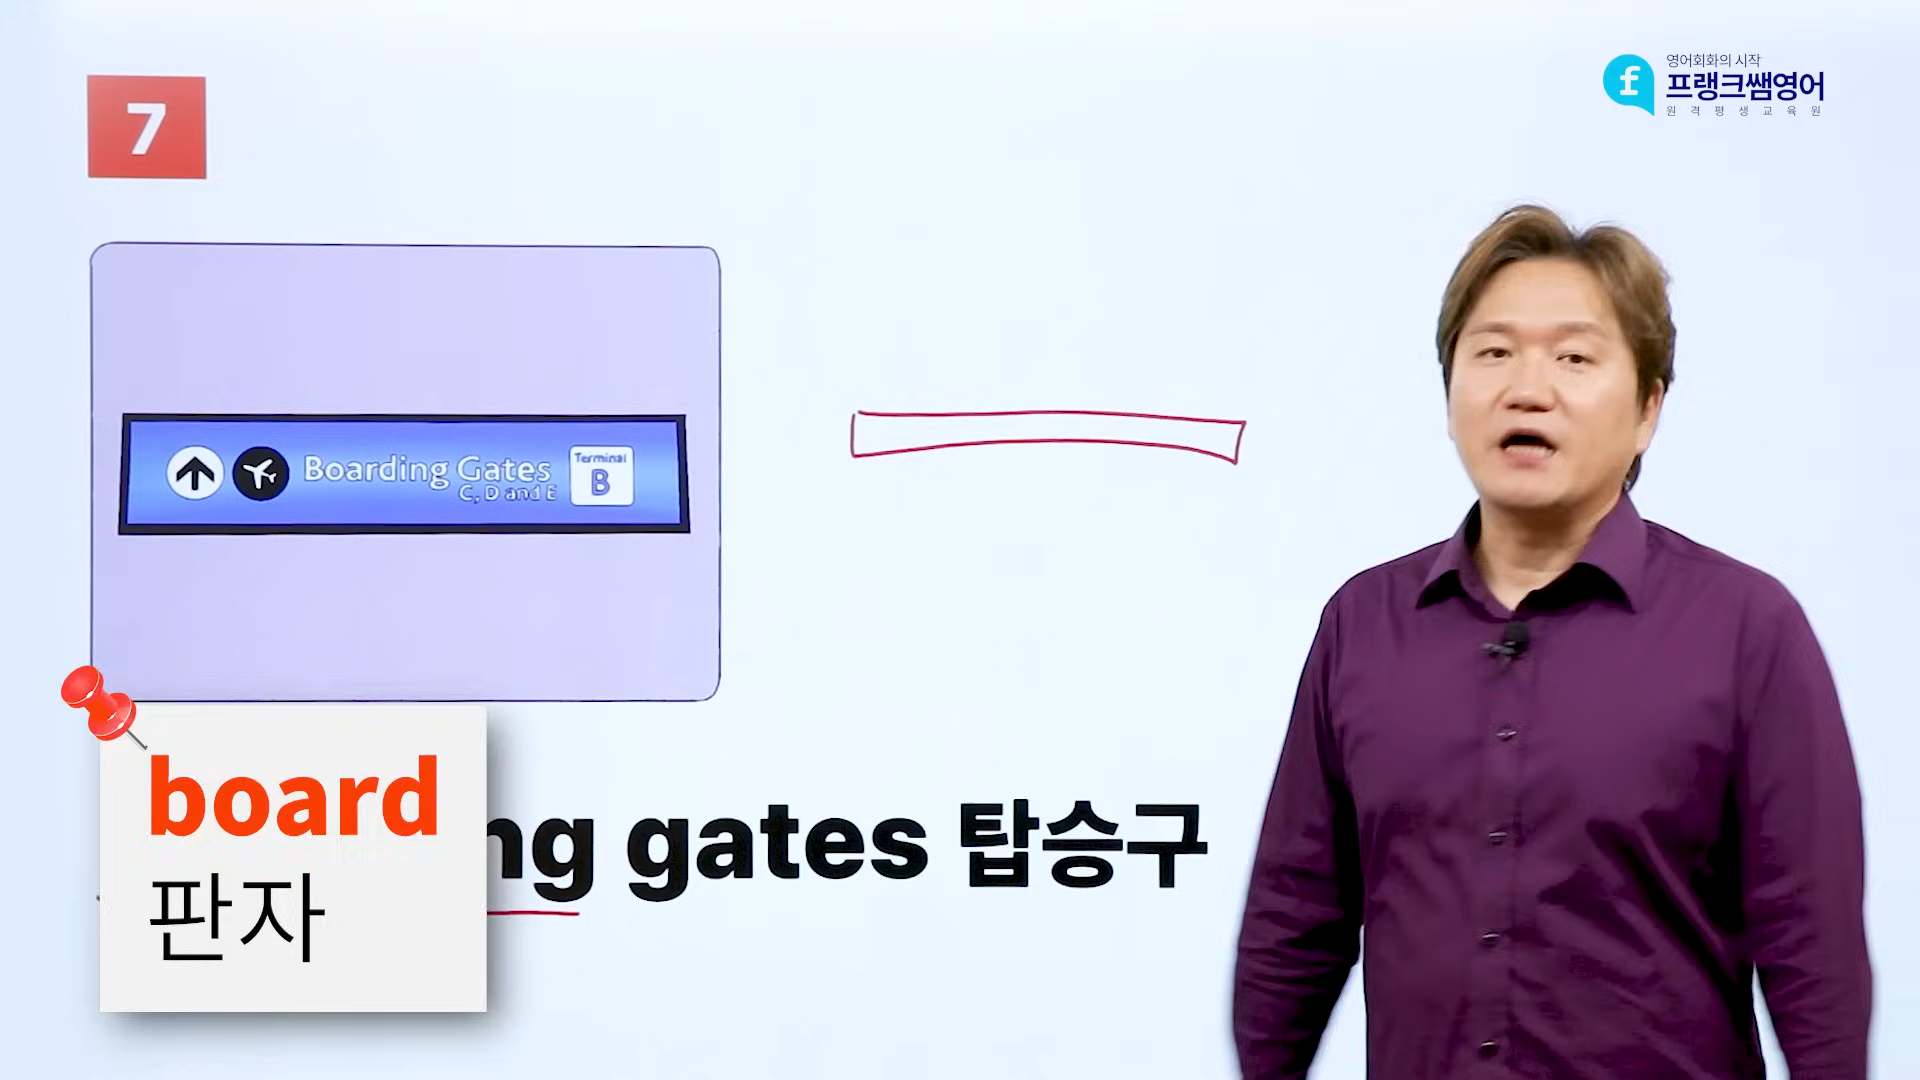 7
영어회화의 시작
프랭크쌤영어
원격평생교육원
Boarding Gates
C, D and E
Terminal
B
board
판자
ng gates 탑승구